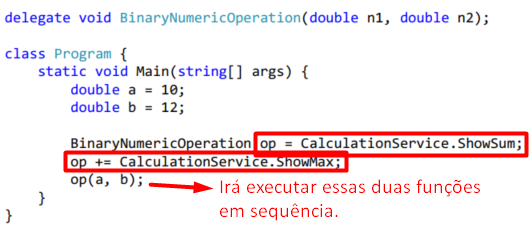 delegate void BinaryNumericOperation(double n1, double n2);
class Program {
static void Main(string[] args) {
double a = 10;
double b = 12;
BinaryNumericOperation op = CalculationService.ShowSum;
op += CalculationService.ShowMax;
op(a, b);
Irá executar essas duas funções
em sequência.
}
}